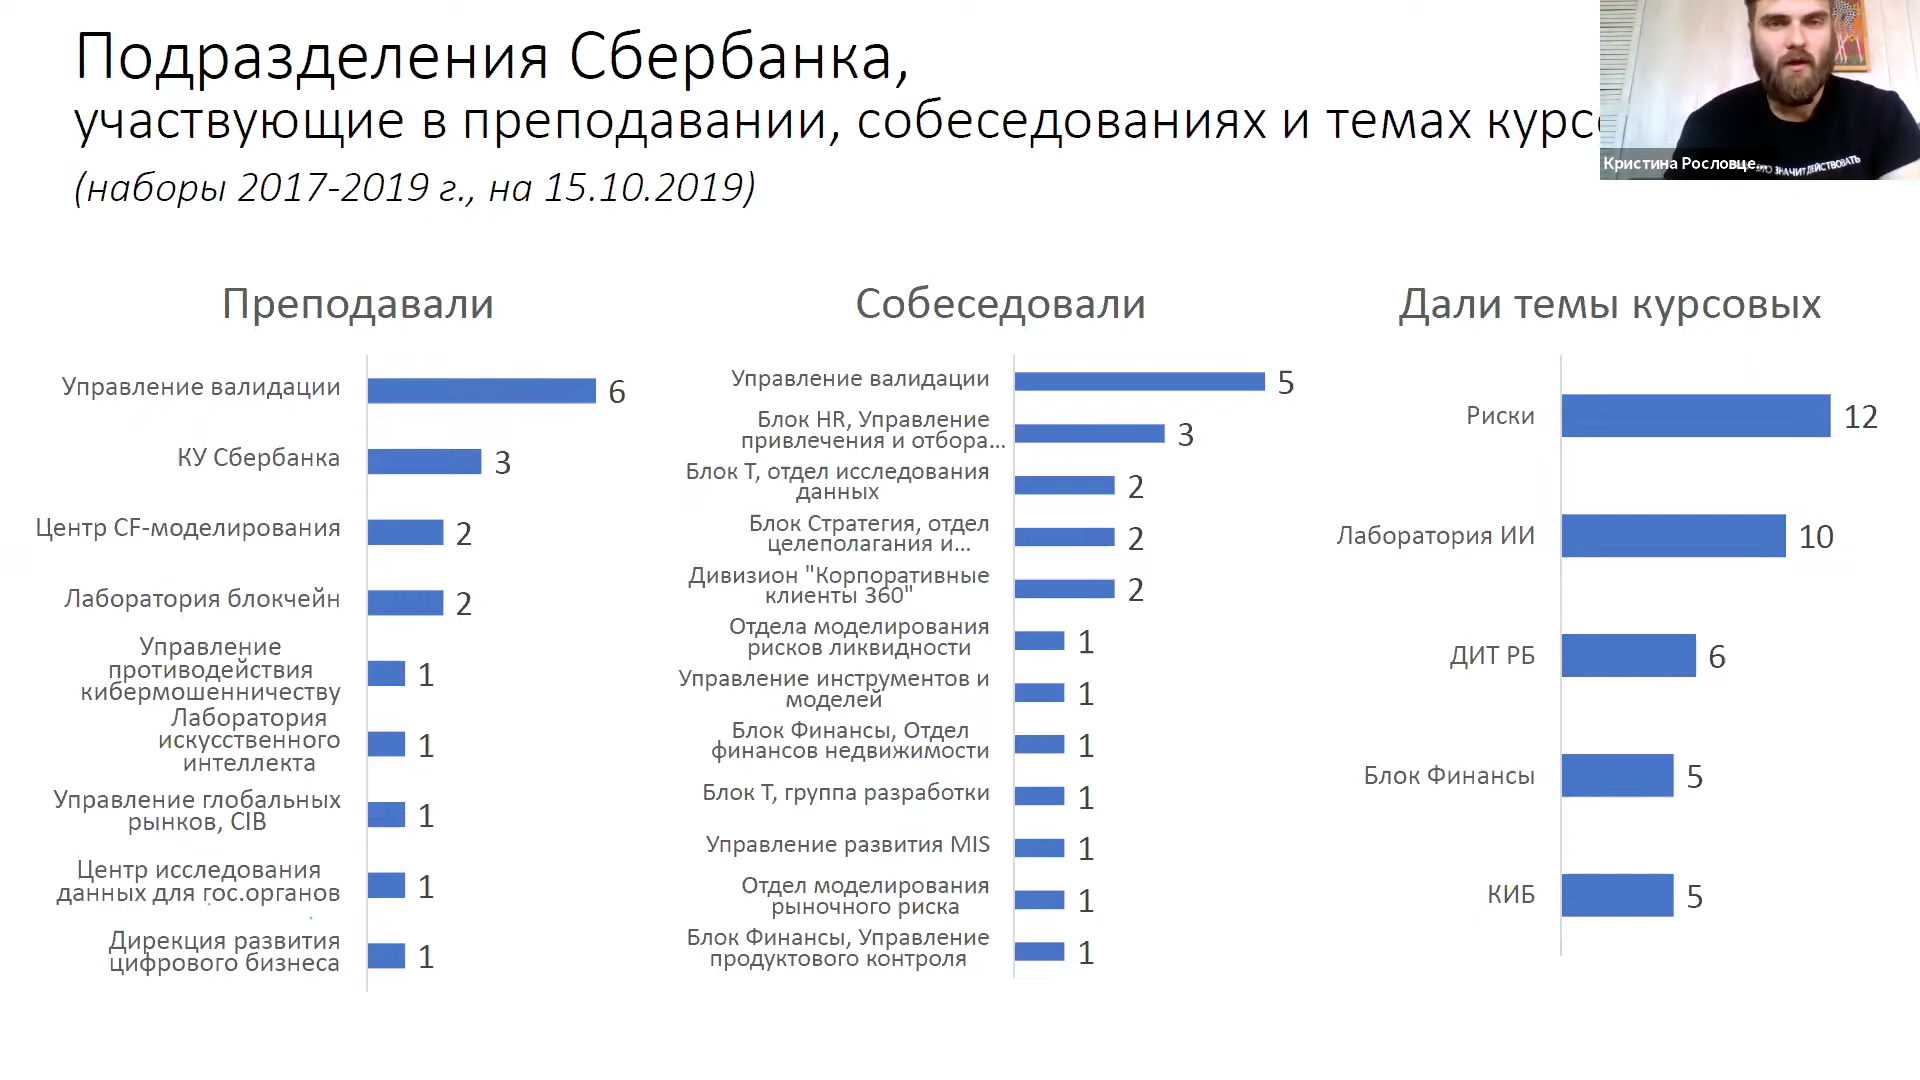 Подразделения Сбербанка,
участвующие в преподавании, собеседованиях и темах
(наборы 2017-2019 г., на 15.10.2019)
Кристина Рословце...
ЗНАЧИТ ДЕЙСТВОВАТЬ
Преподавали
Управление валидации
6
КУ Сбербанка
3
Центр CF-моделирования
2
Лаборатория блокчейн
2
Управление
противодействия
кибермошенничеству
1
Лаборатория
искусственного
интеллекта
1
Управление глобальных
рынков, CIB
1
Центр исследования
данных для гос.органов
1
Дирекция развития
цифрового бизнеса
1
Собеседовали
Управление валидации
5
Блок HR, Управление
привлечения и отбора...
3
Блок Т, отдел исследования
данных
2
Блок Стратегия, отдел
целеполагания и...
2
Дивизион "Корпоративные
клиенты 360"
2
Отдела моделирования
рисков ликвидности
1
Управление инструментов и
моделей
1
Блок Финансы, Отдел
финансов недвижимости
1
Блок Т, группа разработки
1
Управление развития MIS
1
Отдел моделирования
рыночного риска
1
Блок Финансы, Управление
продуктового контроля
1
Дали темы курсовых
Риски
12
Лаборатория ИИ
10
ДИТ РБ
6
Блок Финансы
5
КИБ
5